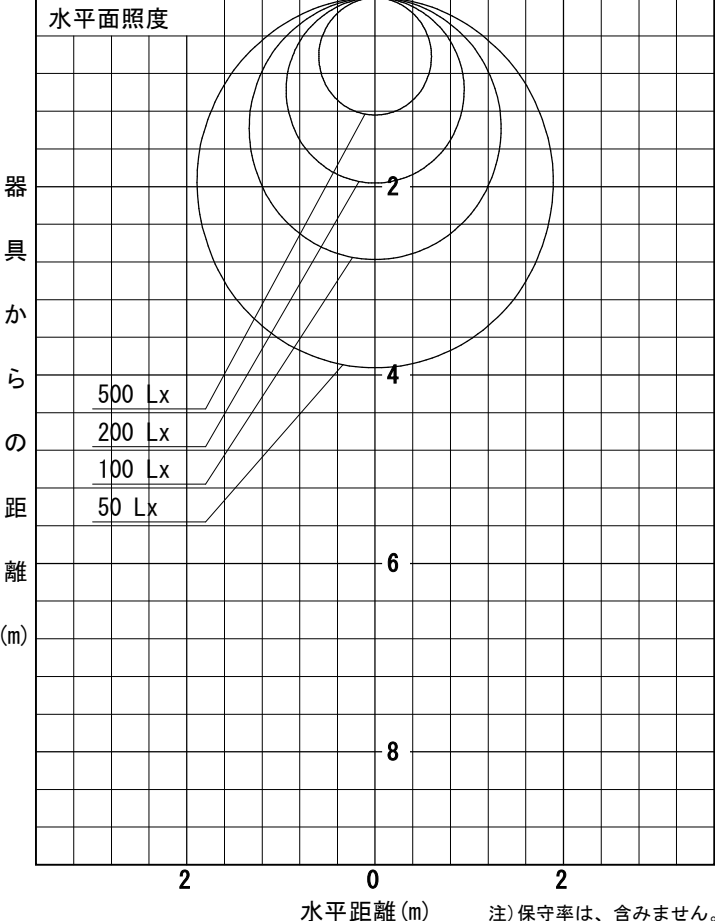 水平面照度
器具からの距離(m)
2
4
6
8
500 Lx
200 Lx
100 Lx
50 Lx
2
0
2
水平距離(m)
注)保守率は、含みません。